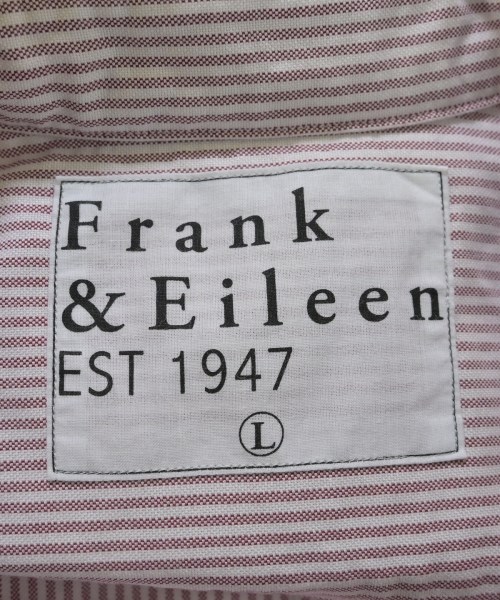 Frank
& Eileen
EST 1947
L